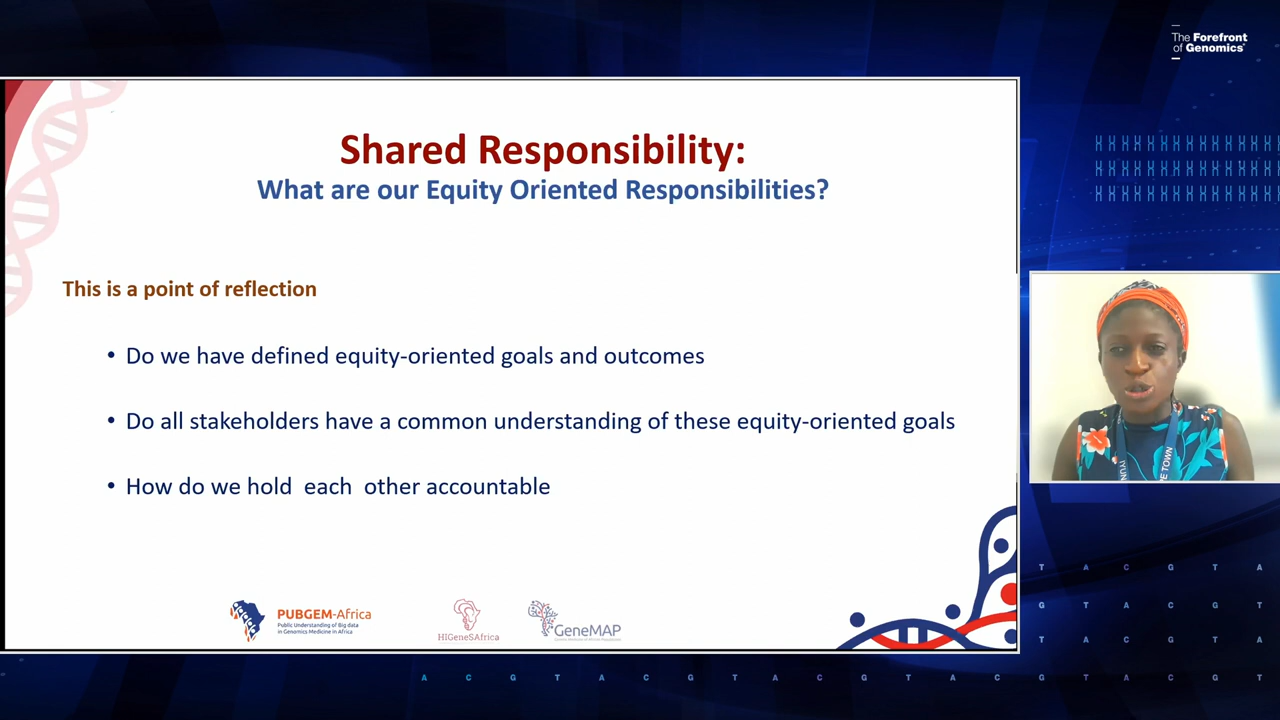 The Forefront
of Genomics®
Shared Responsibility:
What are our Equity Oriented Responsibilities?
This is a point of reflection
• Do we have defined equity-oriented goals and outcomes
• Do all stakeholders have a common understanding of these equity-oriented goals
• How do we hold each other accountable
PUBGEM-Africa
Public Understanding of Big data
in Genomics Medicine in Africa
HIGeneSAfrica
GeneMAP
E TOWN
T A C G T A
G T A C G T A
T A C G T A
A C G T A C G T A C G T A C G T A C G T